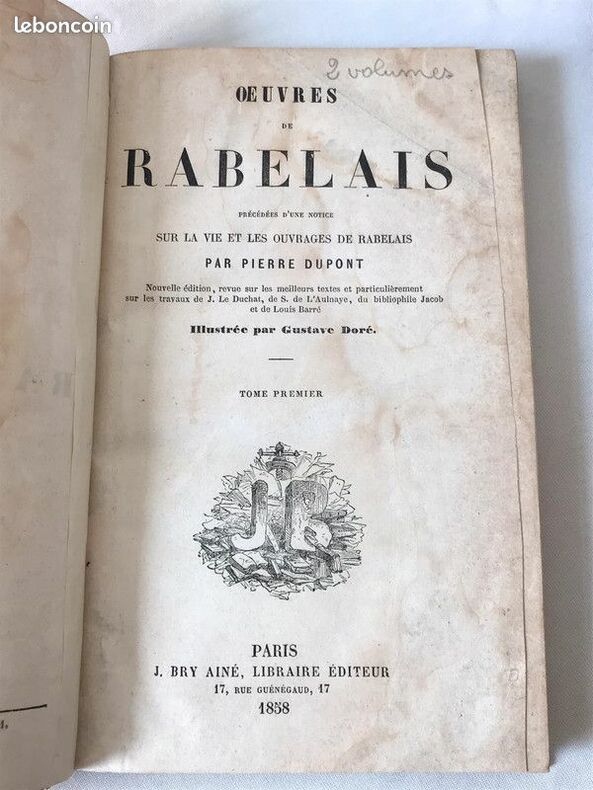 leboncoin
2 volumes
ŒUVRES
DE
RABELAIS
PRÉCÉDÉES D'UNE NOTICE
SUR LA VIE ET LES OUVRAGES DE RABELAIS
PAR PIERRE DUPONT
Nouvelle édition, revue sur les meilleurs textes et particulièrement
sur les travaux de J. Le Duchat, de S. de L'Aulnaye, du bibliophile Jacob
et de Louis Barré
Illustrée par Gustave Doré.
TOME PREMIER
J.B
PARIS
J. BRY AINÉ, LIBRAIRE ÉDITEUR
17, RUE GUÉNÉGAUD, 17
1858